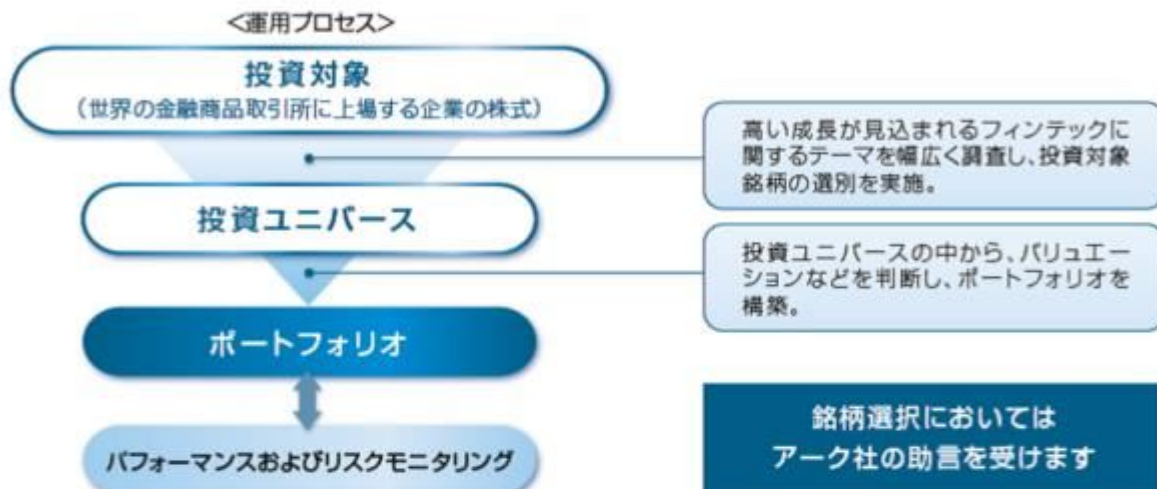 <運用プロセス>
投資対象
（世界の金融商品取引所に上場する企業の株式）
高い成長が見込まれるフィンテックに
関するテーマを幅広く調査し、投資対象
銘柄の選別を実施。
投資ユニバース
投資ユニバースの中から、バリュエー
ションなどを判断し、ポートフォリオを
構築。
ポートフォリオ
パフォーマンスおよびリスクモニタリング
銘柄選択においては
アーク社の助言を受けます